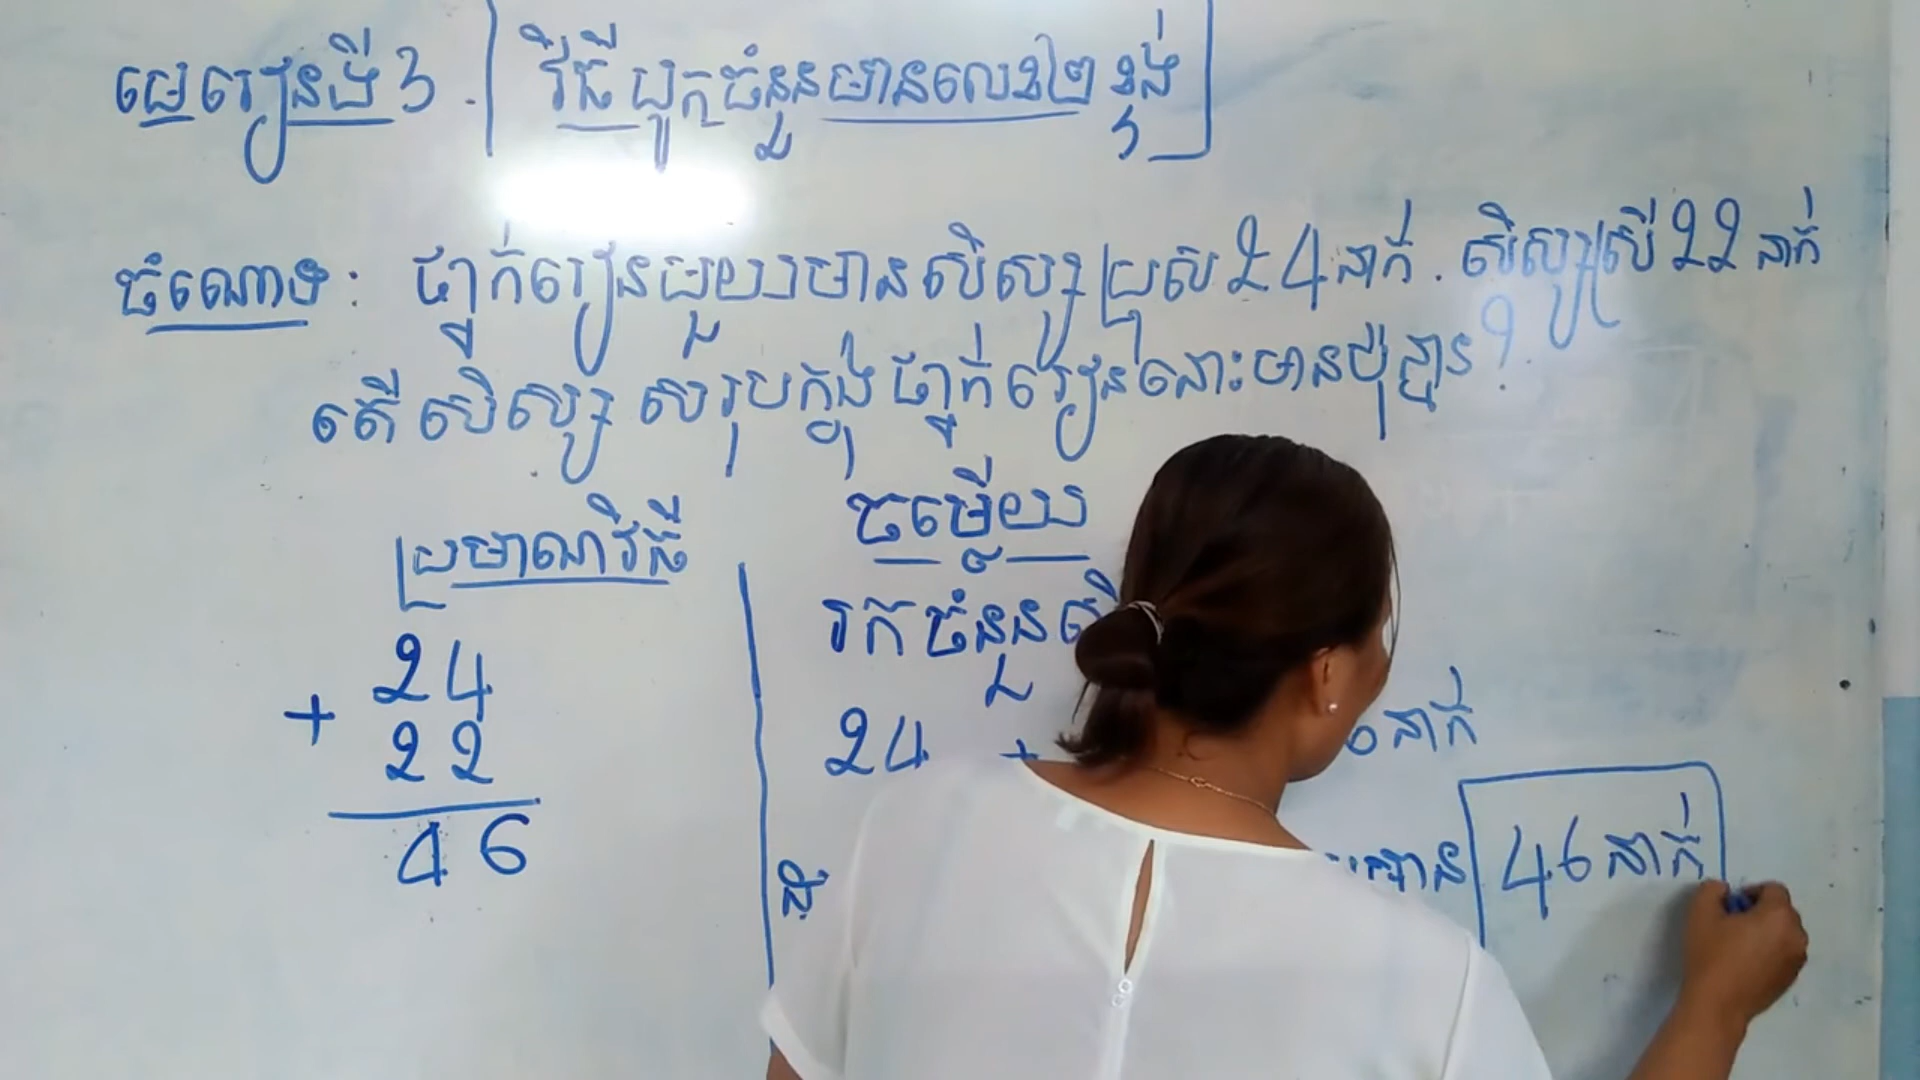 មេរៀនទី 3. វិធីបូកចំនួនមានលេខ២ខ្ទង់
ចំណោទ : ថ្នាក់រៀនមួយមានសិស្សប្រុស 24 នាក់. សិស្សស្រី 22 នាក់
តើសិស្សសរុបក្នុងថ្នាក់រៀននោះមានប៉ុន្មាន?
ប្រមាណវិធី
24
+
22
46
ចម្លើយ
រកចំនួន
24 +
នាក់
46 នាក់